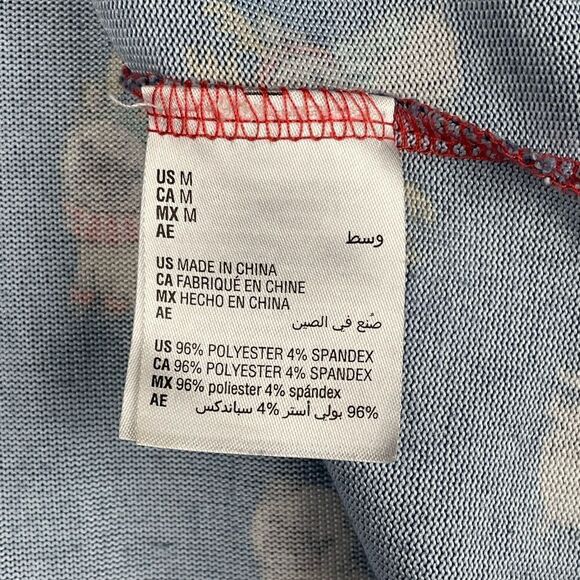 US M
CA M
MX M
AE وسط
US MADE IN CHINA
CA FABRIQUÉ EN CHINE
MX HECHO EN CHINA
AE صُنع في الصين
US 96% POLYESTER 4% SPANDEX
CA 96% POLYESTER 4% SPANDEX
MX 96% poliester 4% spándex
AE 96% بولي أستر 4% سباندكس